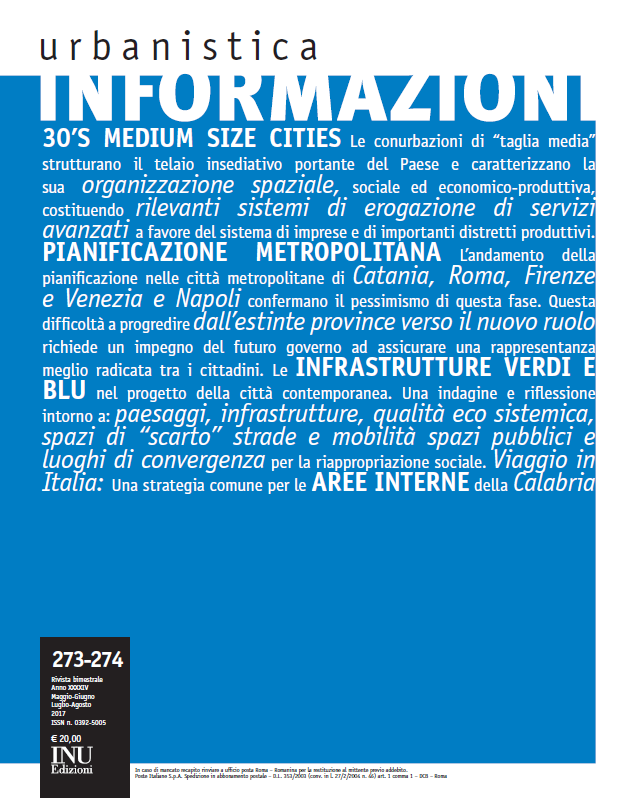 urbanistica
INFORMAZIONI
30'S MEDIUM SIZE CITIES Le conurbazioni di “taglia media”
strutturano il telaio insediativo portante del Paese e caratterizzano la
sua organizzazione spaziale, sociale ed economico-produttiva,
costituendo rilevanti sistemi di erogazione di servizi
avanzati a favore del sistema di imprese e di importanti distretti produttivi.
PIANIFICAZIONE METROPOLITANA L’andamento della
pianificazione nelle città metropolitane di Catania, Roma, Firenze
e Venezia e Napoli confermano il pessimismo di questa fase. Questa
difficoltà a progredire dall’estinte province verso il nuovo ruolo
richiede un impegno del futuro governo ad assicurare una rappresentanza
meglio radicata tra i cittadini. Le INFRASTRUTTURE VERDI E
BLU nel progetto della città contemporanea. Una indagine e riflessione
intorno a: paesaggi, infrastrutture, qualità eco sistemica,
spazi di “scarto” strade e mobilità spazi pubblici e
luoghi di convergenza per la riappropriazione sociale. Viaggio in
Italia: Una strategia comune per le AREE INTERNE della Calabria
273-274
Rivista bimestrale
Anno XXXXIV
Maggio-Giugno
Luglio-Agosto
2017
ISSN n. 0392-5005
€ 20,00
INU
Edizioni
In caso di mancato recapito rinviare a ufficio posta Roma – Romanina per la restituzione al mittente previo addebito.
Poste Italiane S.p.A. Spedizione in abbonamento postale – D.L. 353/2003 (conv. in l. 27/2/2004 n. 46) art. 1 comma 1 – DCB – Roma